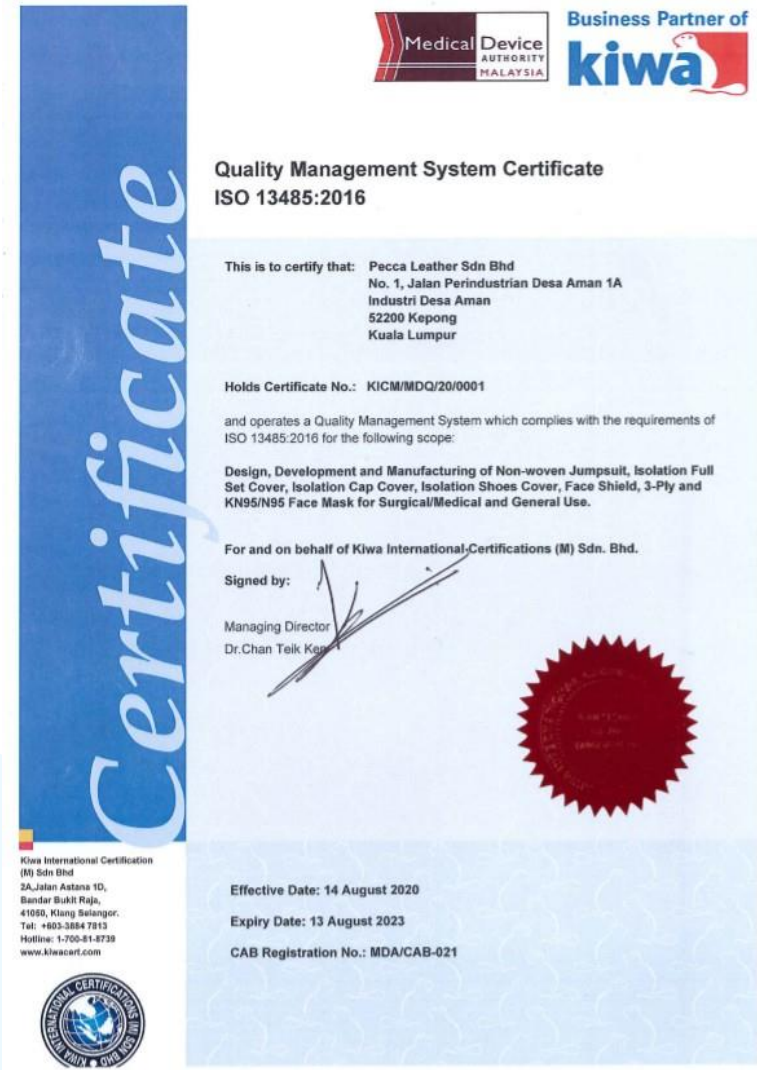 Medical Device
AUTHORITY
MALAYSIA
Business Partner of
kiwa
Certificate
Quality Management System Certificate
ISO 13485:2016
This is to certify that: Pecca Leather Sdn Bhd
No. 1, Jalan Perindustrian Desa Aman 1A
Industri Desa Aman
52200 Kepong
Kuala Lumpur
Holds Certificate No.: KICM/MDQ/20/0001
and operates a Quality Management System which complies with the requirements of
ISO 13485:2016 for the following scope:
Design, Development and Manufacturing of Non-woven Jumpsuit, Isolation Full
Set Cover, Isolation Cap Cover, Isolation Shoes Cover, Face Shield, 3-Ply and
KN95/N95 Face Mask for Surgical/Medical and General Use.
For and on behalf of Kiwa International Certifications (M) Sdn. Bhd.
Signed by:
Managing Director
Dr.Chan Teik
Kiwa International Certification
(M) Sdn Bhd
2A,Jalan Astana 1D,
Bandar Bukit Raja,
41050, Klang Selangor.
Tel: +603-3884 7813
Hotline: 1-700-81-8739
www.kiwacert.com
Effective Date: 14 August 2020
Expiry Date: 13 August 2023
CAB Registration No.: MDA/CAB-021
KIWA INTERNATIONAL CERTIFICATIONS (M) SDN BHD